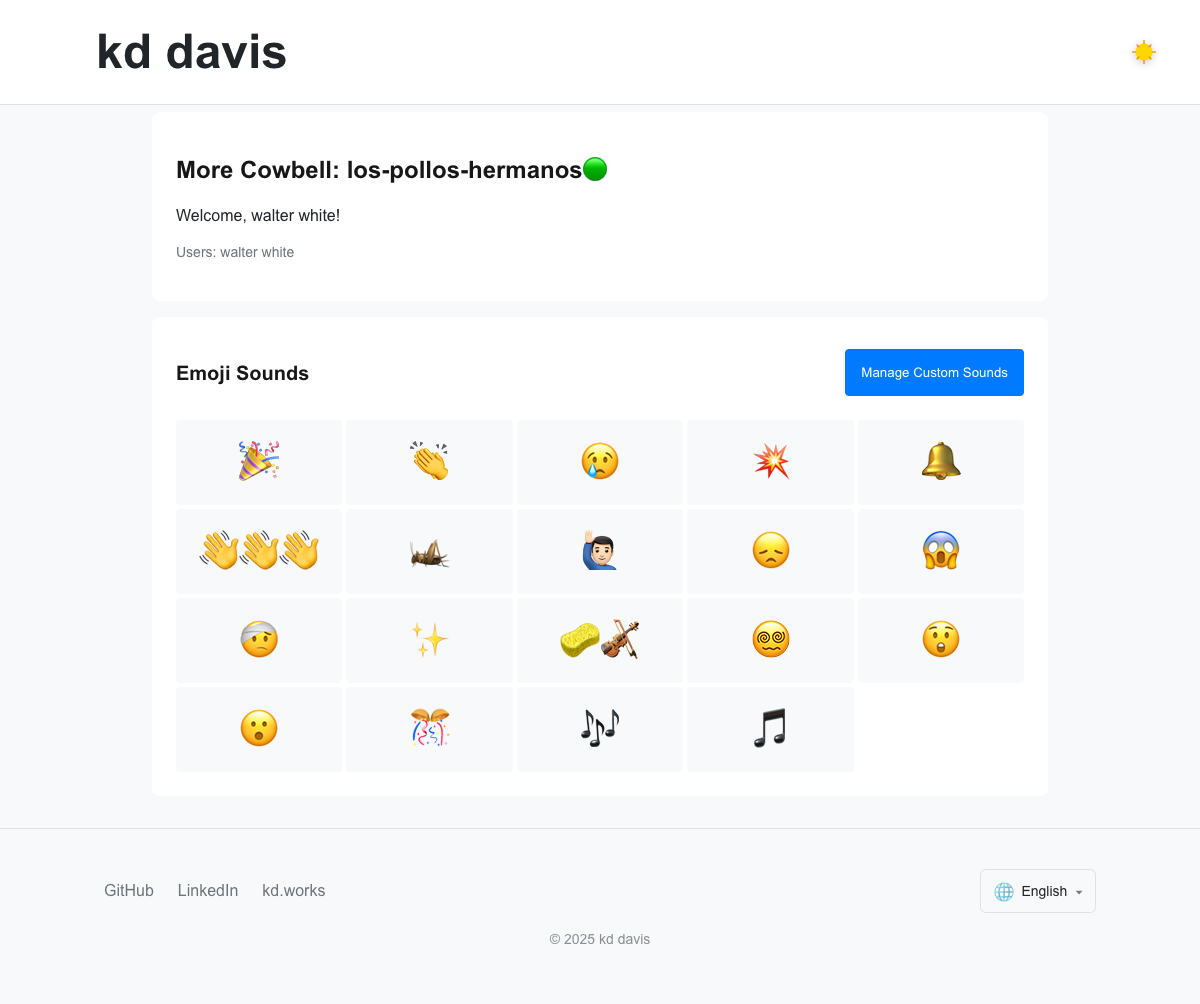 kd davis
More Cowbell: los-pollos-hermanos
Welcome, walter white!
Users: walter white
Emoji Sounds
Manage Custom Sounds
GitHub LinkedIn kd.works
English
© 2025 kd davis